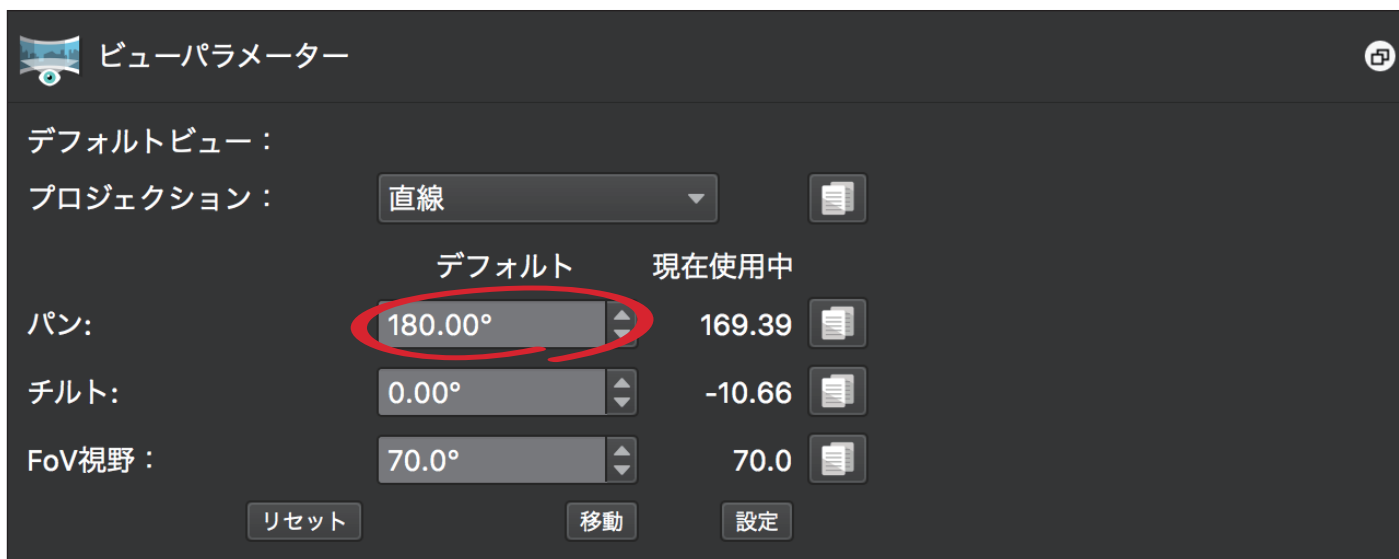 ビューパラメーター
デフォルトビュー：
プロジェクション： 直線
デフォルト 現在使用中
パン: 180.00° 169.39
チルト: 0.00° -10.66
FoV視野： 70.0° 70.0
リセット 移動 設定